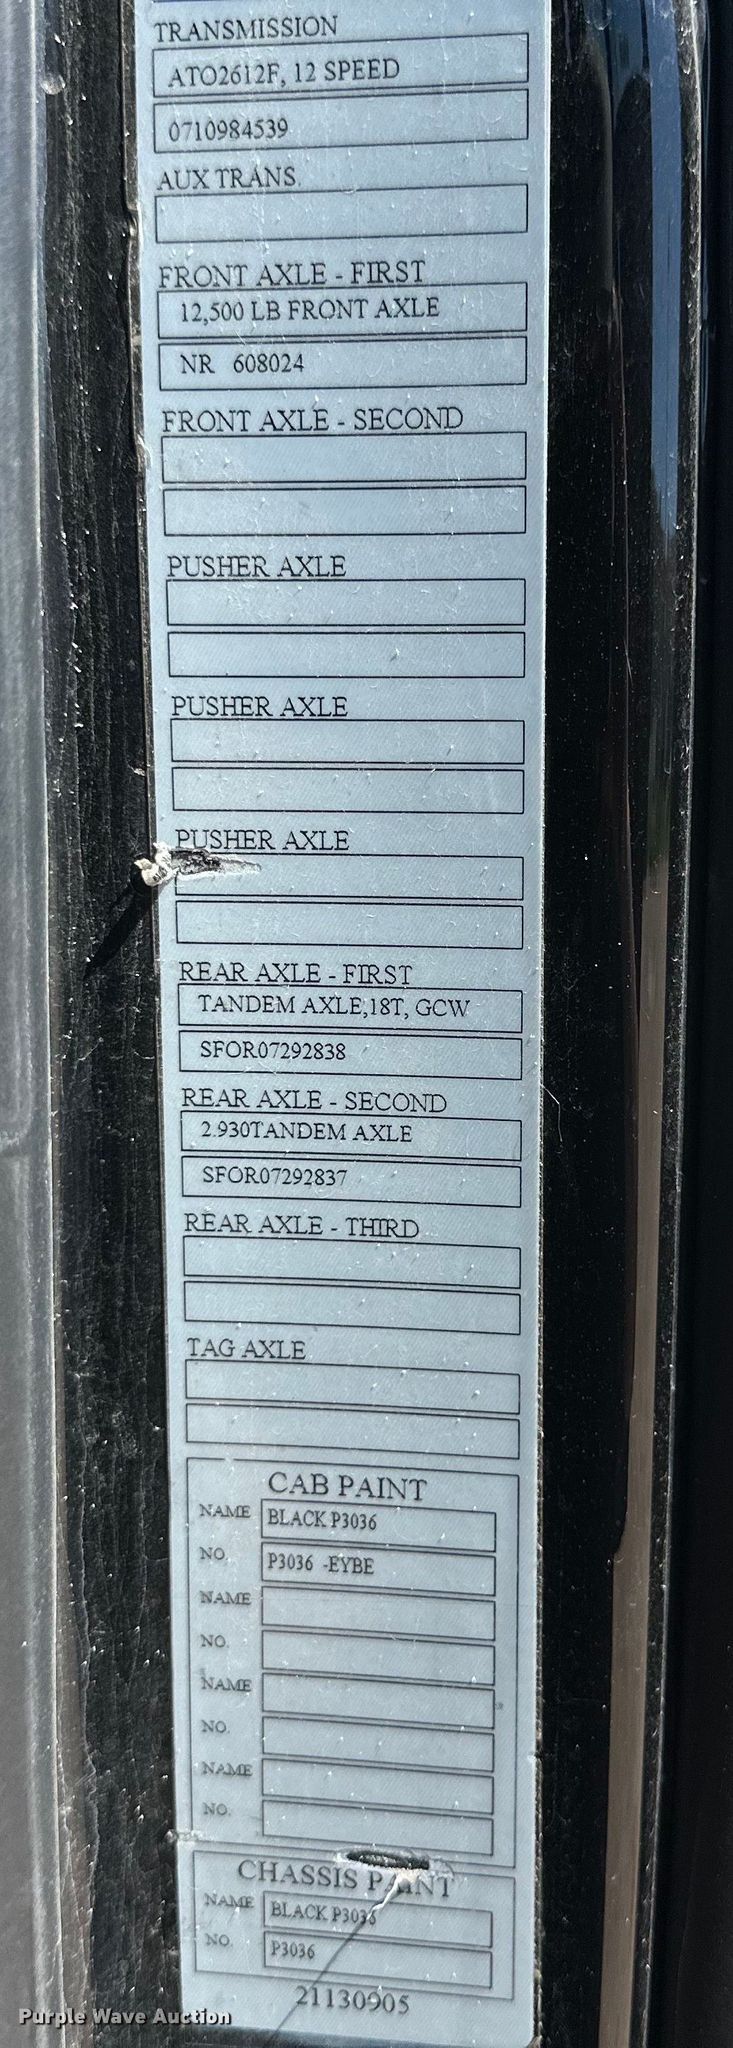 TRANSMISSION
ATO2612F, 12 SPEED
0710984539
AUX TRANS.
FRONT AXLE - FIRST
12,500 LB FRONT AXLE
NR 608024
FRONT AXLE - SECOND
PUSHER AXLE
PUSHER AXLE
PUSHER AXLE
REAR AXLE - FIRST
TANDEM AXLE,18T, GCW
SFOR07292838
REAR AXLE - SECOND
2.930TANDEM AXLE
SFOR07292837
REAR AXLE - THIRD
TAG AXLE
CAB PAINT
NAME BLACK P3036
NO. P3036 -EYBE
NAME
NO.
NAME
NO.
NAME
NO.
CHASSIS PAINT
NAME BLACK P3036
NO. P3036
21130905
Purple Wave Auction